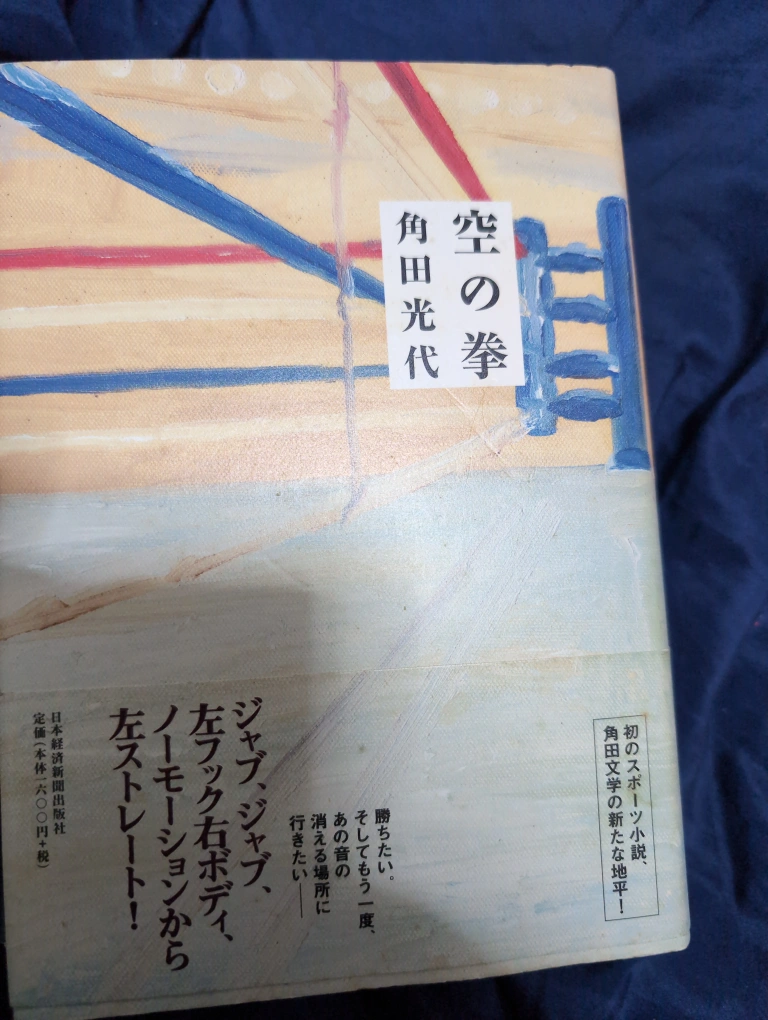 空の拳
角田光代
初のスポーツ小説、
角田文学の新たな地平！
勝ちたい。
そしてもう一度、
あの音の
消える場所に
行きたい――
ジャブ、ジャブ、
左フック右ボディ、
ノーモーションから
左ストレート！
日本経済新聞出版社
定価(本体一六〇〇円+税)